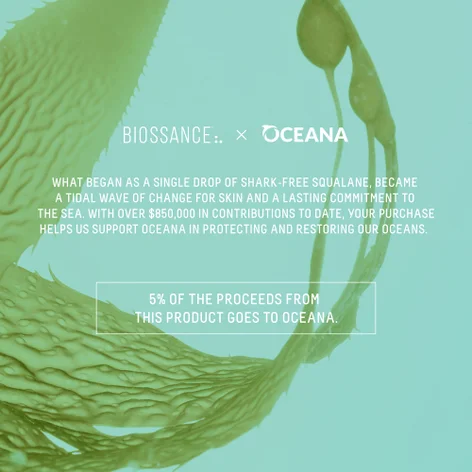 BIOSSANCE:. × OCEANA
WHAT BEGAN AS A SINGLE DROP OF SHARK-FREE SQUALANE, BECAME
A TIDAL WAVE OF CHANGE FOR SKIN AND A LASTING COMMITMENT TO
THE SEA. WITH OVER $850,000 IN CONTRIBUTIONS TO DATE, YOUR PURCHASE
HELPS US SUPPORT OCEANA IN PROTECTING AND RESTORING OUR OCEANS.
5% OF THE PROCEEDS FROM
THIS PRODUCT GOES TO OCEANA.